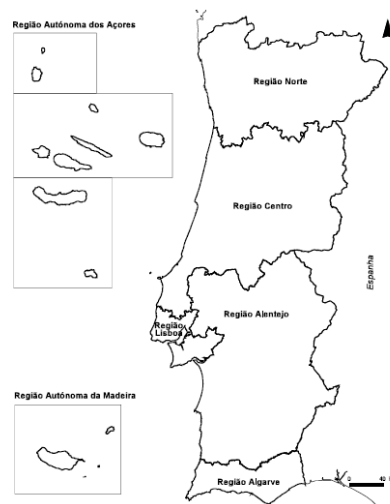 Região Autónoma dos Açores
Região Norte
Região Centro
Espanha
Região Alentejo
Região
Lisboa
Região Autónoma da Madeira
Região Algarve
0 40